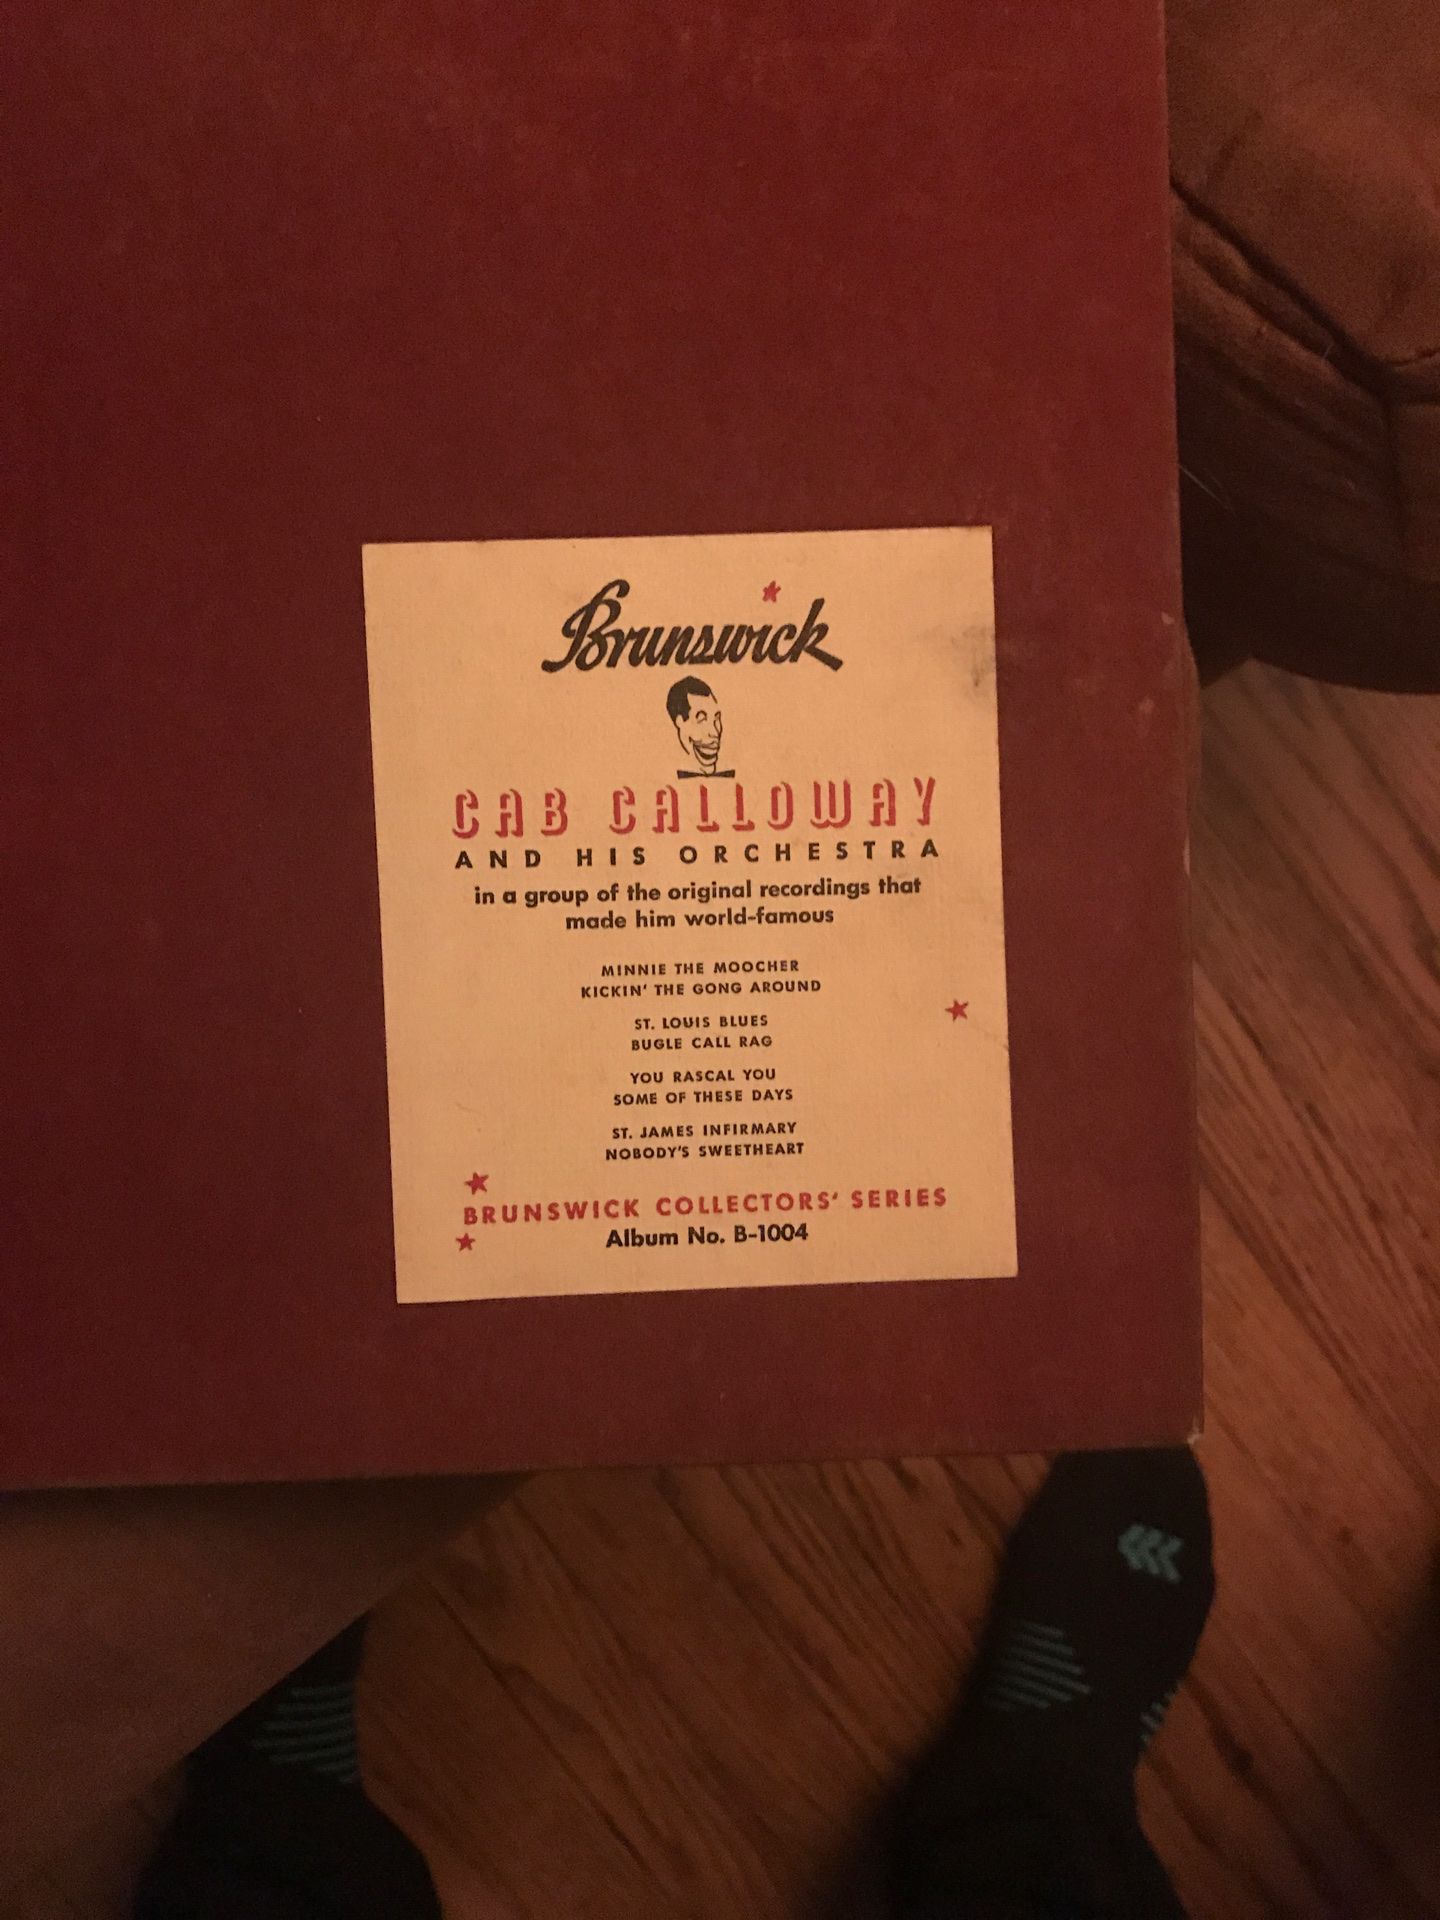 Brunswick
CAB CALLOWAY
AND HIS ORCHESTRA
in a group of the original recordings that
made him world-famous
MINNIE THE MOOCHER
KICKIN' THE GONG AROUND
ST. LOUIS BLUES
BUGLE CALL RAG
YOU RASCAL YOU
SOME OF THESE DAYS
ST. JAMES INFIRMARY
NOBODY'S SWEETHEART
BRUNSWICK COLLECTORS' SERIES
Album No. B-1004